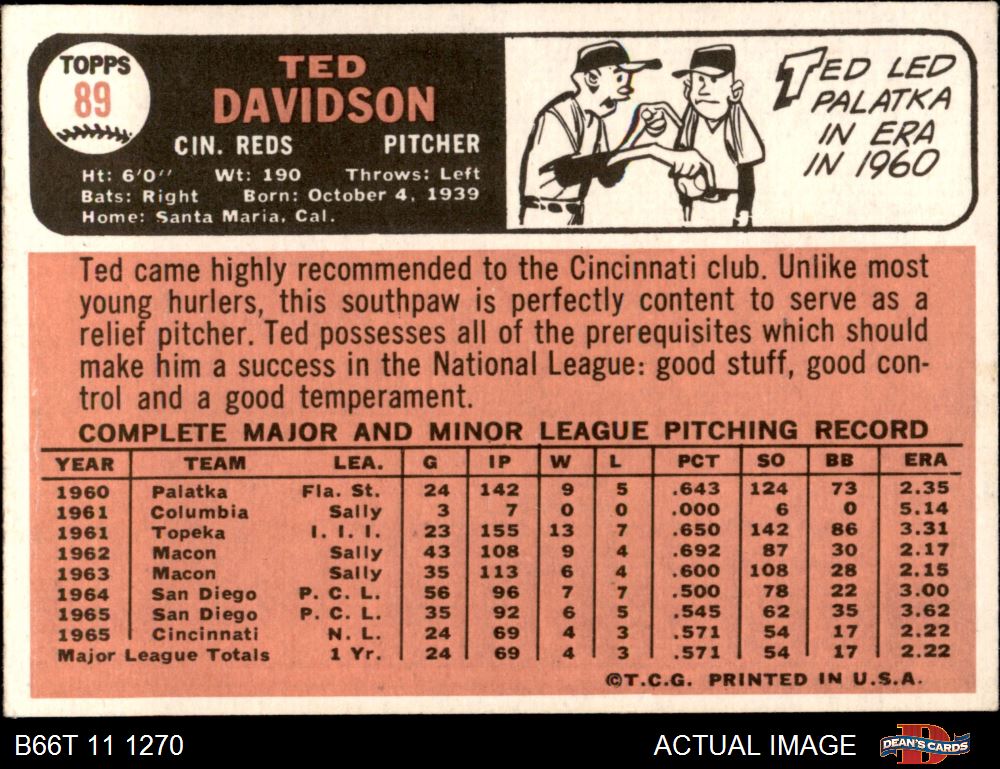 TOPPS
89
TED
DAVIDSON
CIN. REDS PITCHER
Ht: 6'0" Wt: 190 Throws: Left
Bats: Right Born: October 4, 1939
Home: Santa Maria, Cal.
TED LED
PALATKA
IN ERA
IN 1960
Ted came highly recommended to the Cincinnati club. Unlike most
young hurlers, this southpaw is perfectly content to serve as a
relief pitcher. Ted possesses all of the prerequisites which should
make him a success in the National League: good stuff, good con-
trol and a good temperament.
COMPLETE MAJOR AND MINOR LEAGUE PITCHING RECORD
YEAR TEAM LEA. G IP W L PCT SO BB ERA
1960 Palatka Fla. St. 24 142 9 5 .643 124 73 2.35
1961 Columbia Sally 3 7 0 0 .000 6 0 5.14
1961 Topeka I. I. I. 23 155 13 7 .650 142 86 3.31
1962 Macon Sally 43 108 9 4 .692 87 30 2.17
1963 Macon Sally 35 113 6 4 .600 108 28 2.15
1964 San Diego P. C. L. 56 96 7 7 .500 78 22 3.00
1965 San Diego P. C. L. 35 92 6 5 .545 62 35 3.62
1965 Cincinnati N. L. 24 69 4 3 .571 54 17 2.22
Major League Totals 1 Yr. 24 69 4 3 .571 54 17 2.22
©T.C.G. PRINTED IN U.S.A.
B66T 11 1270 ACTUAL IMAGE DEAN'S CARDS